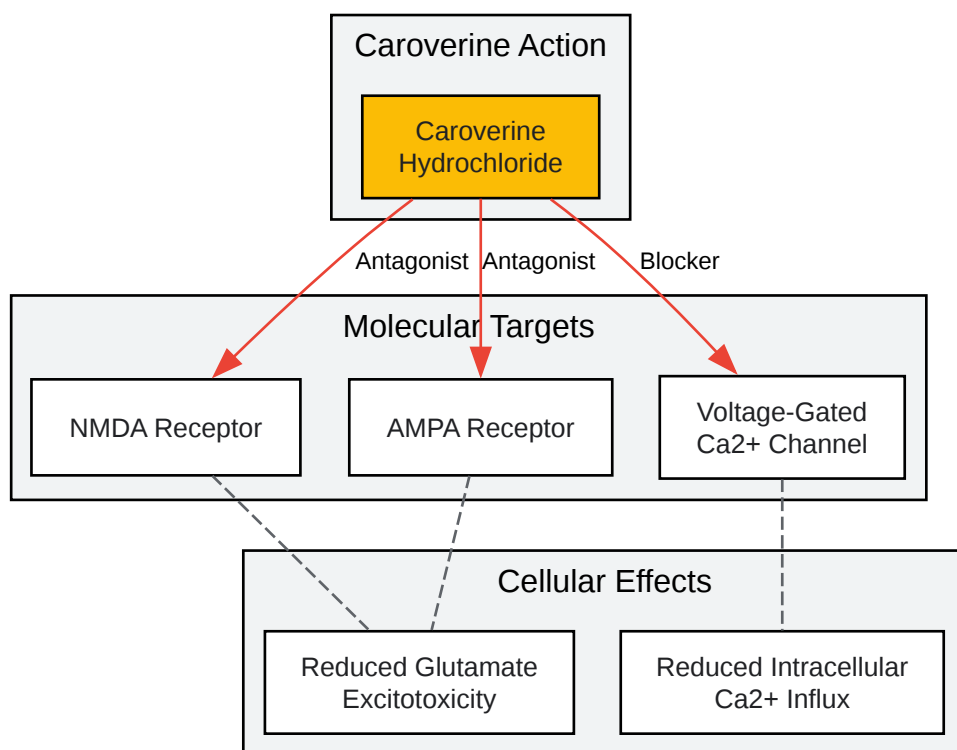 Caroverine Action
Caroverine
Hydrochloride
Antagonist
Antagonist
Blocker
Molecular Targets
NMDA Receptor
AMPA Receptor
Voltage-Gated
Ca2+ Channel
Cellular Effects
Reduced Glutamate
Excitotoxicity
Reduced Intracellular
Ca2+ Influx